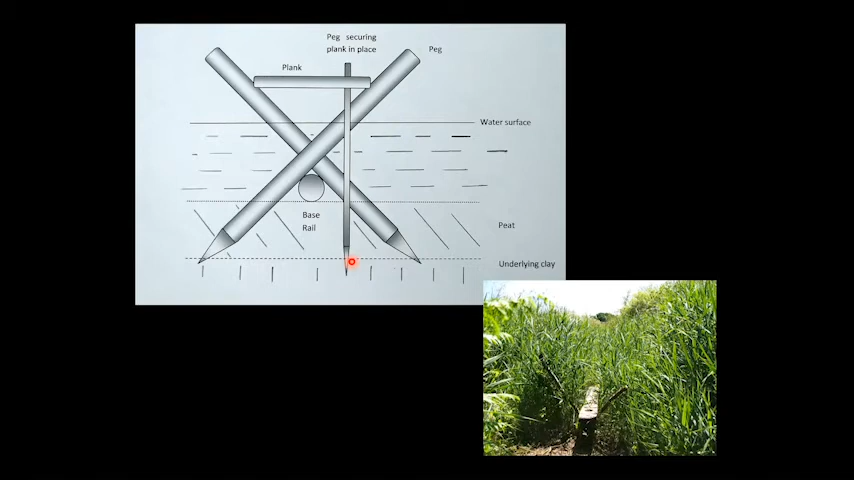 Peg securing
plank in place
Peg
Plank
Water surface
Base
Rail
Peat
Underlying clay